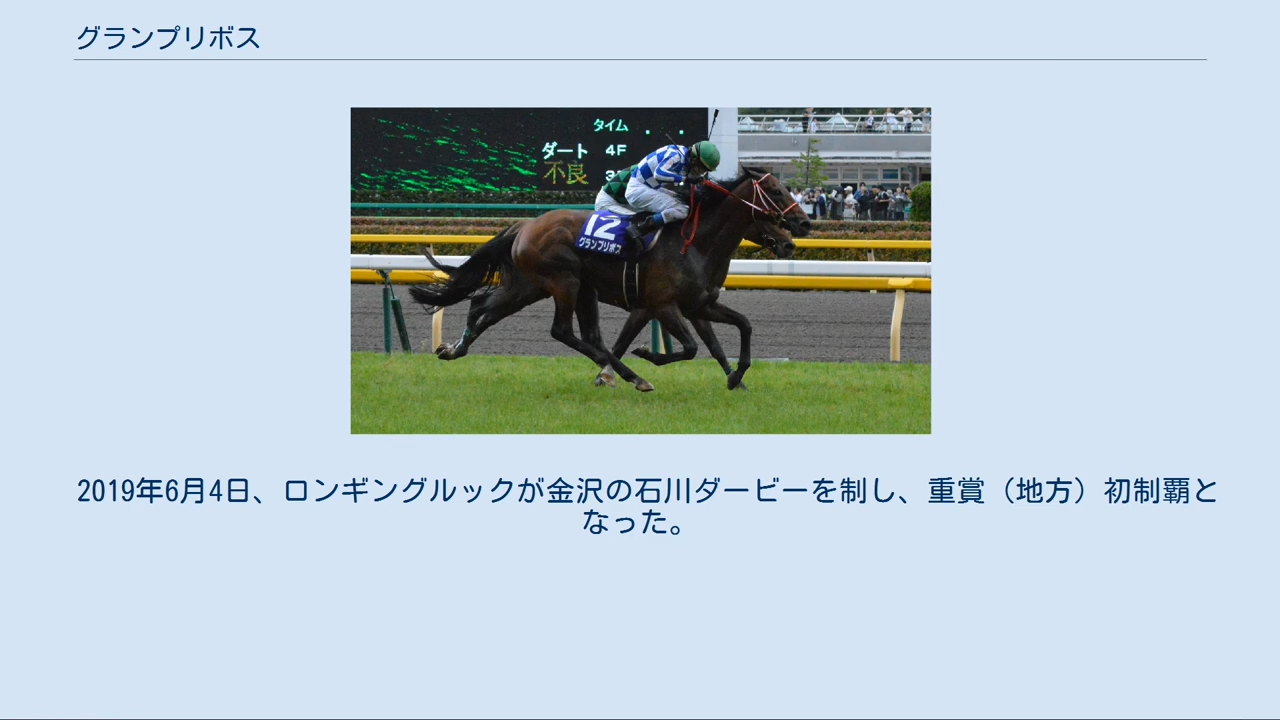 グランプリボス
タイム . .
ダート 4F
不良
12
グランプリボス
2019年6月4日、ロンギングルックが金沢の石川ダービーを制し、重賞（地方）初制覇と
なった。